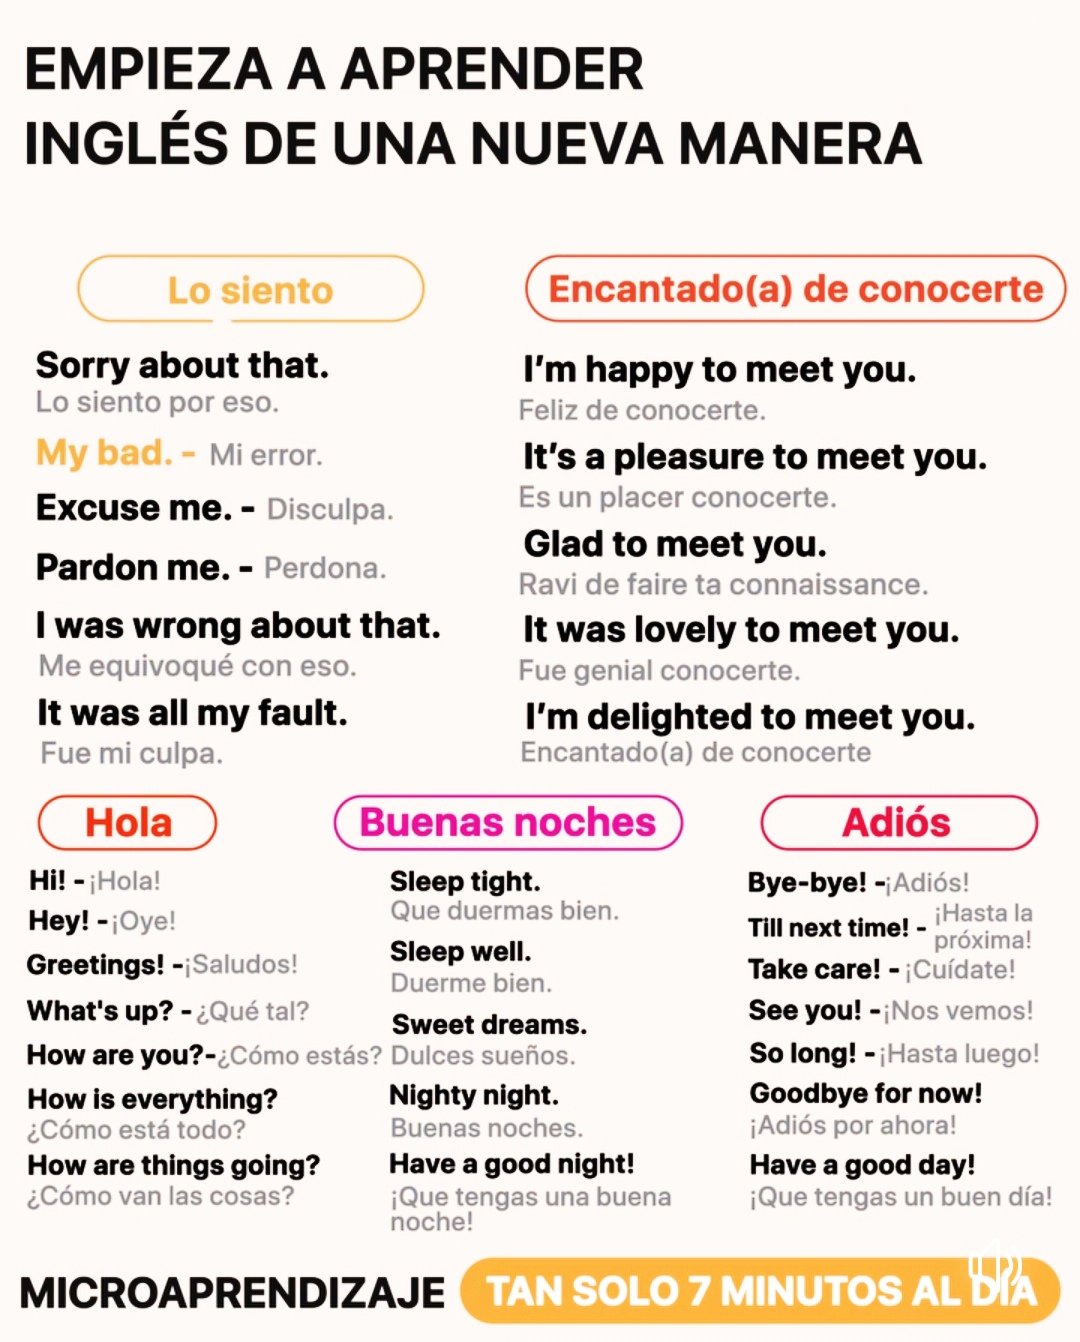 EMPIEZA A APRENDER
INGLÉS DE UNA NUEVA MANERA
Lo siento
Sorry about that.
Lo siento por eso.
My bad. - Mi error.
Excuse me. - Disculpa.
Pardon me. - Perdona.
I was wrong about that.
Me equivoqué con eso.
It was all my fault.
Fue mi culpa.
Encantado(a) de conocerte
I'm happy to meet you.
Feliz de conocerte.
It's a pleasure to meet you.
Es un placer conocerte.
Glad to meet you.
Ravi de faire ta connaissance.
It was lovely to meet you.
Fue genial conocerte.
I'm delighted to meet you.
Encantado(a) de conocerte
Hola
Hi! - ¡Hola!
Hey! - ¡Oye!
Greetings! - ¡Saludos!
What's up? - ¿Qué tal?
How are you?- ¿Cómo estás?
How is everything?
¿Cómo está todo?
How are things going?
¿Cómo van las cosas?
Buenas noches
Sleep tight.
Que duermas bien.
Sleep well.
Duerme bien.
Sweet dreams.
Dulces sueños.
Nighty night.
Buenas noches.
Have a good night!
¡Que tengas una buena
noche!
Adiós
Bye-bye! - ¡Adiós!
Till next time! - ¡Hasta la
próxima!
Take care! - ¡Cuídate!
See you! - ¡Nos vemos!
So long! - ¡Hasta luego!
Goodbye for now!
¡Adiós por ahora!
Have a good day!
¡Que tengas un buen día!
MICROAPRENDIZAJE TAN SOLO 7 MINUTOS AL DÍA